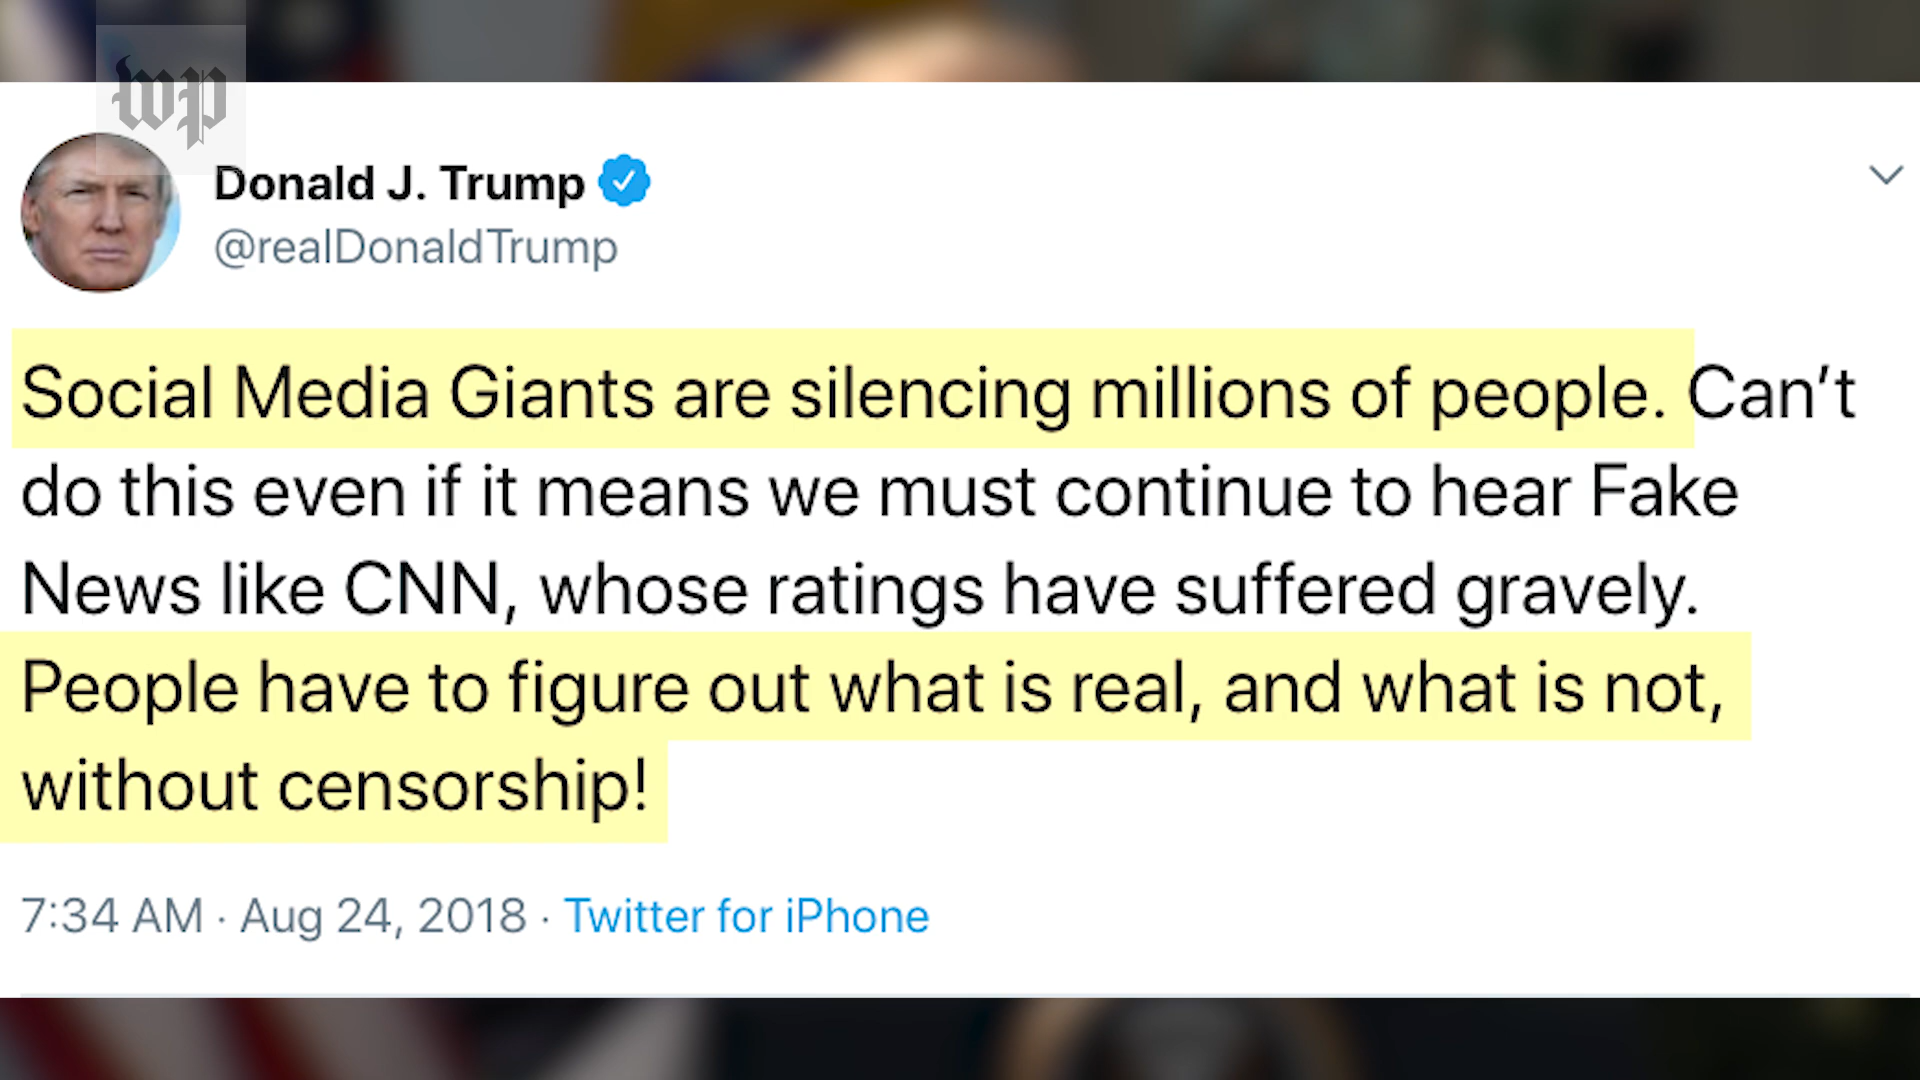 wp
Donald J. Trump
@realDonaldTrump
Social Media Giants are silencing millions of people. Can’t
do this even if it means we must continue to hear Fake
News like CNN, whose ratings have suffered gravely.
People have to figure out what is real, and what is not,
without censorship!
7:34 AM · Aug 24, 2018 · Twitter for iPhone